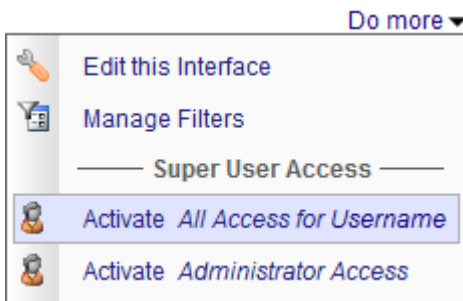 Do more
Edit this Interface
Manage Filters
Super User Access
Activate All Access for Username
Activate Administrator Access